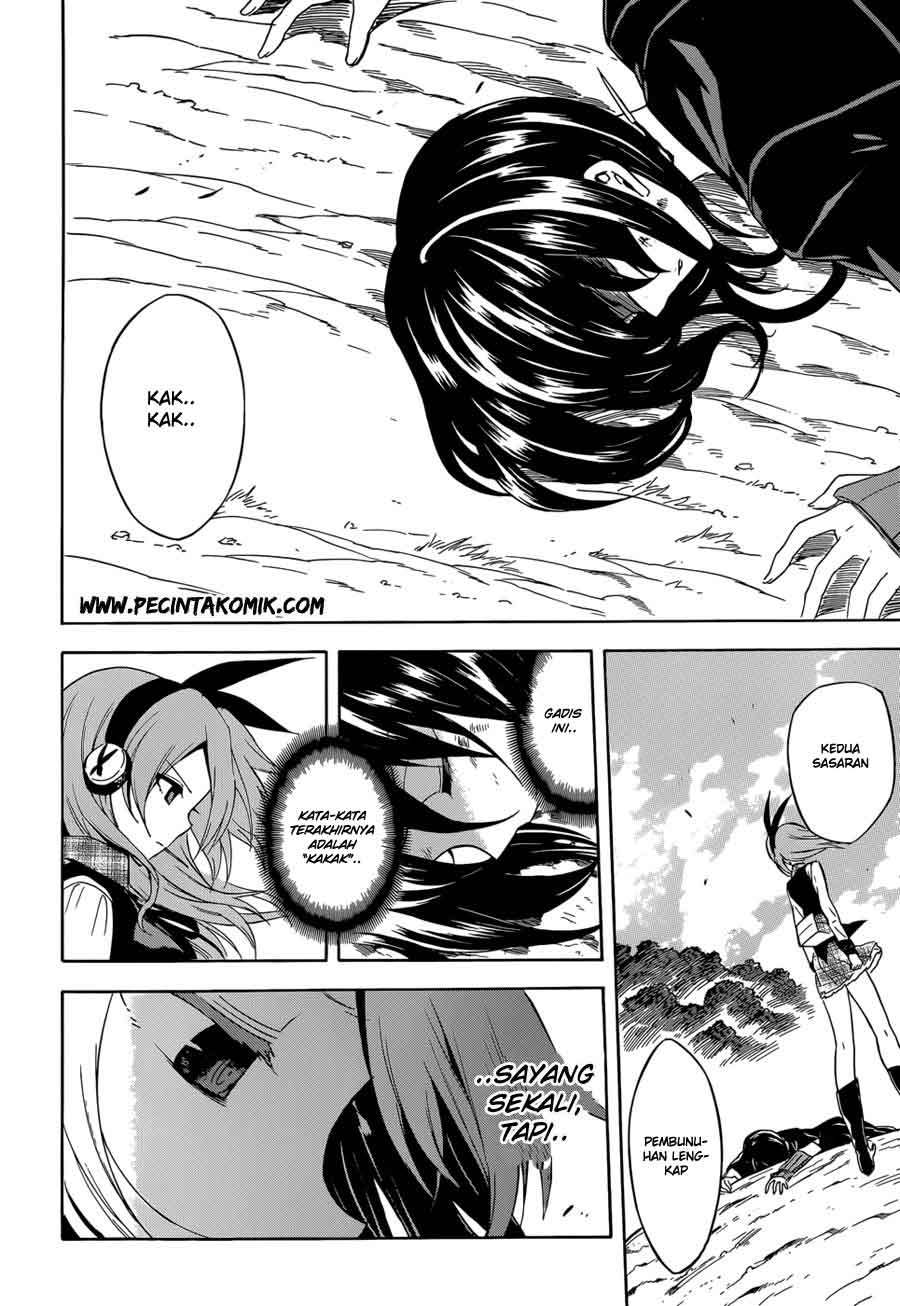 KAK..
KAK..
WWW.PECINTAKOMIK.COM
KEDUA
SASARAN
PEMBUNU-
HAN LENG-
KAP
GADIS
INI..
KATA-KATA
TERAKHIRNYA
ADALAH
"KAKAK"..
..SAYANG
SEKALI,
TAPI..